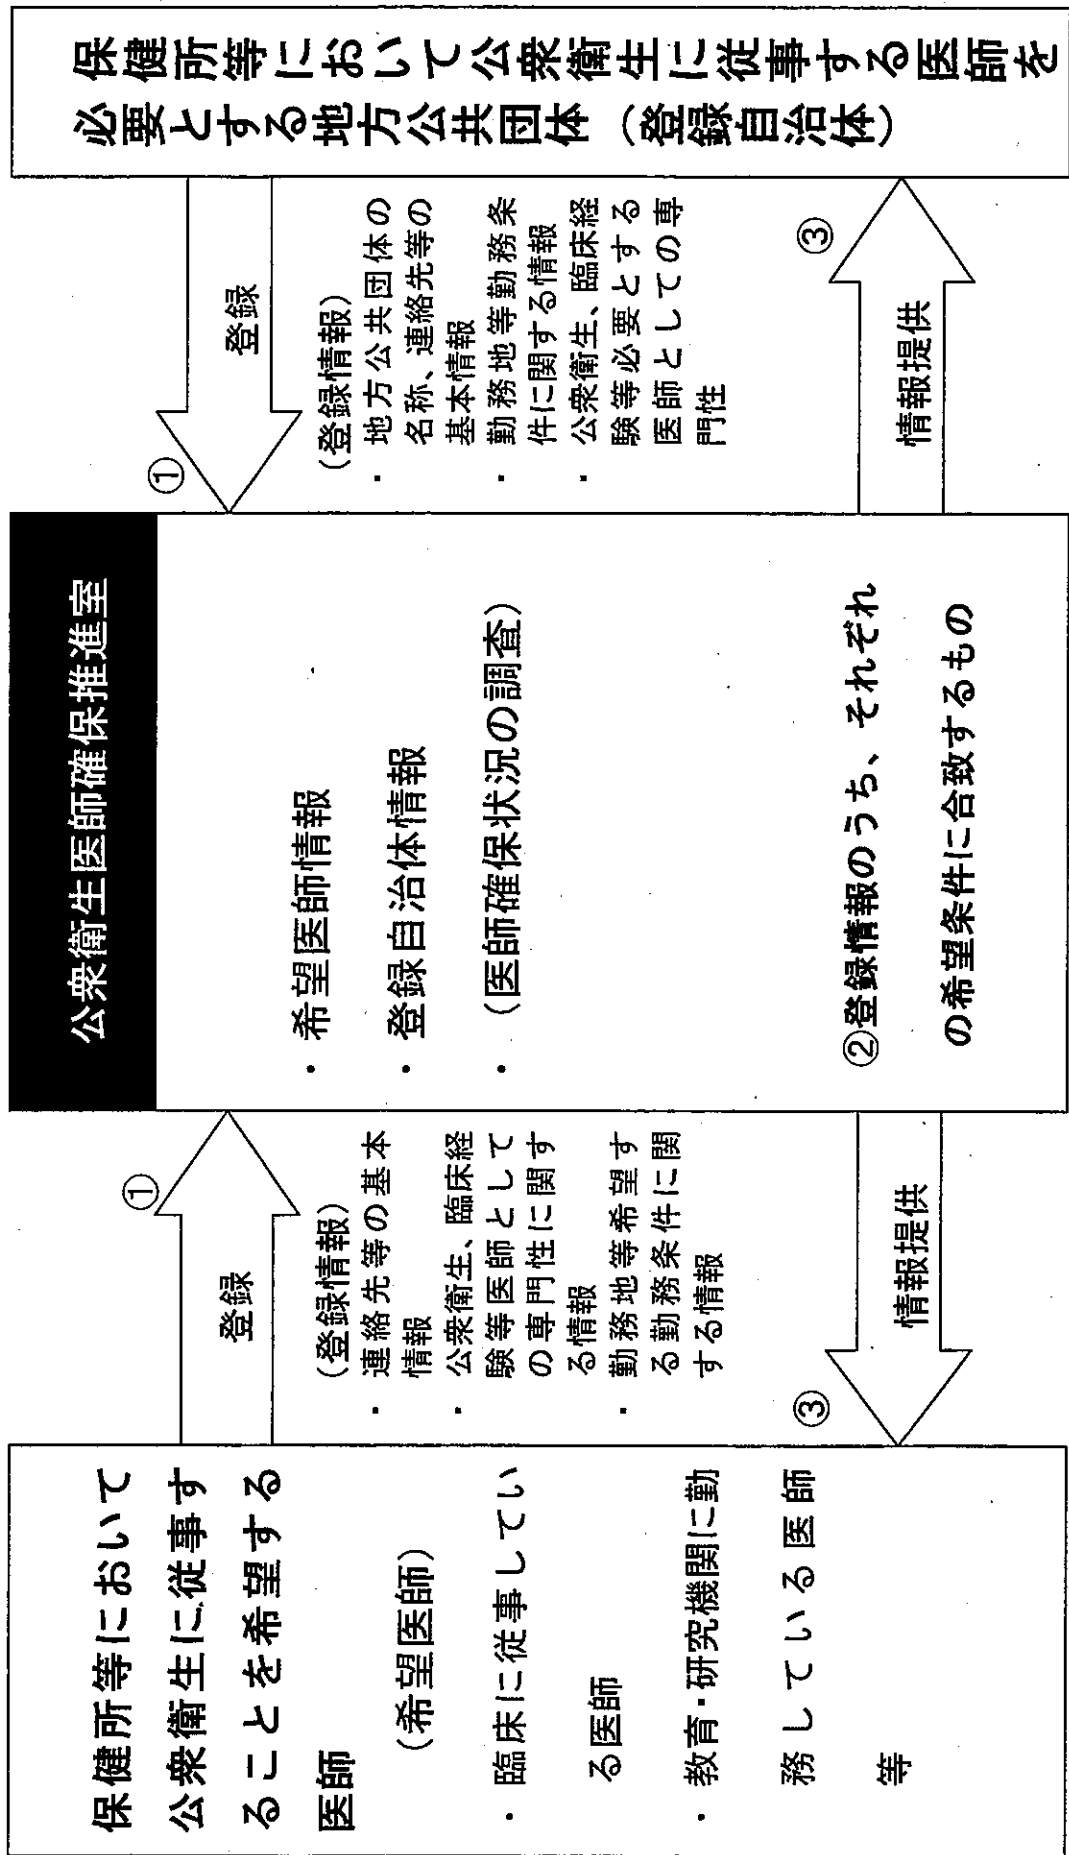 保健所等において
公衆衛生に従事す
ることを希望する
医師
（希望医師）
・ 臨床に従事してい
る医師
・ 教育・研究機関に勤
務している医師
等
①
登録
（登録情報）
・ 連絡先等の基本
情報
・ 公衆衛生、臨床経
験等医師として
の専門性に関す
る情報
・ 勤務地等希望す
る勤務条件に関
する情報
③
情報提供
公衆衛生医師確保推進室
・ 希望医師情報
・ 登録自治体情報
・ （医師確保状況の調査）
②登録情報のうち、それぞれ
の希望条件に合致するもの
①
登録
（登録情報）
・ 地方公共団体の
名称、連絡先等の
基本情報
・ 勤務地等勤務条
件に関する情報
・ 公衆衛生、臨床経
験等必要とする
医師としての専
門性
③
情報提供
保健所等において公衆衛生に従事する医師を
必要とする地方公共団体（登録自治体）